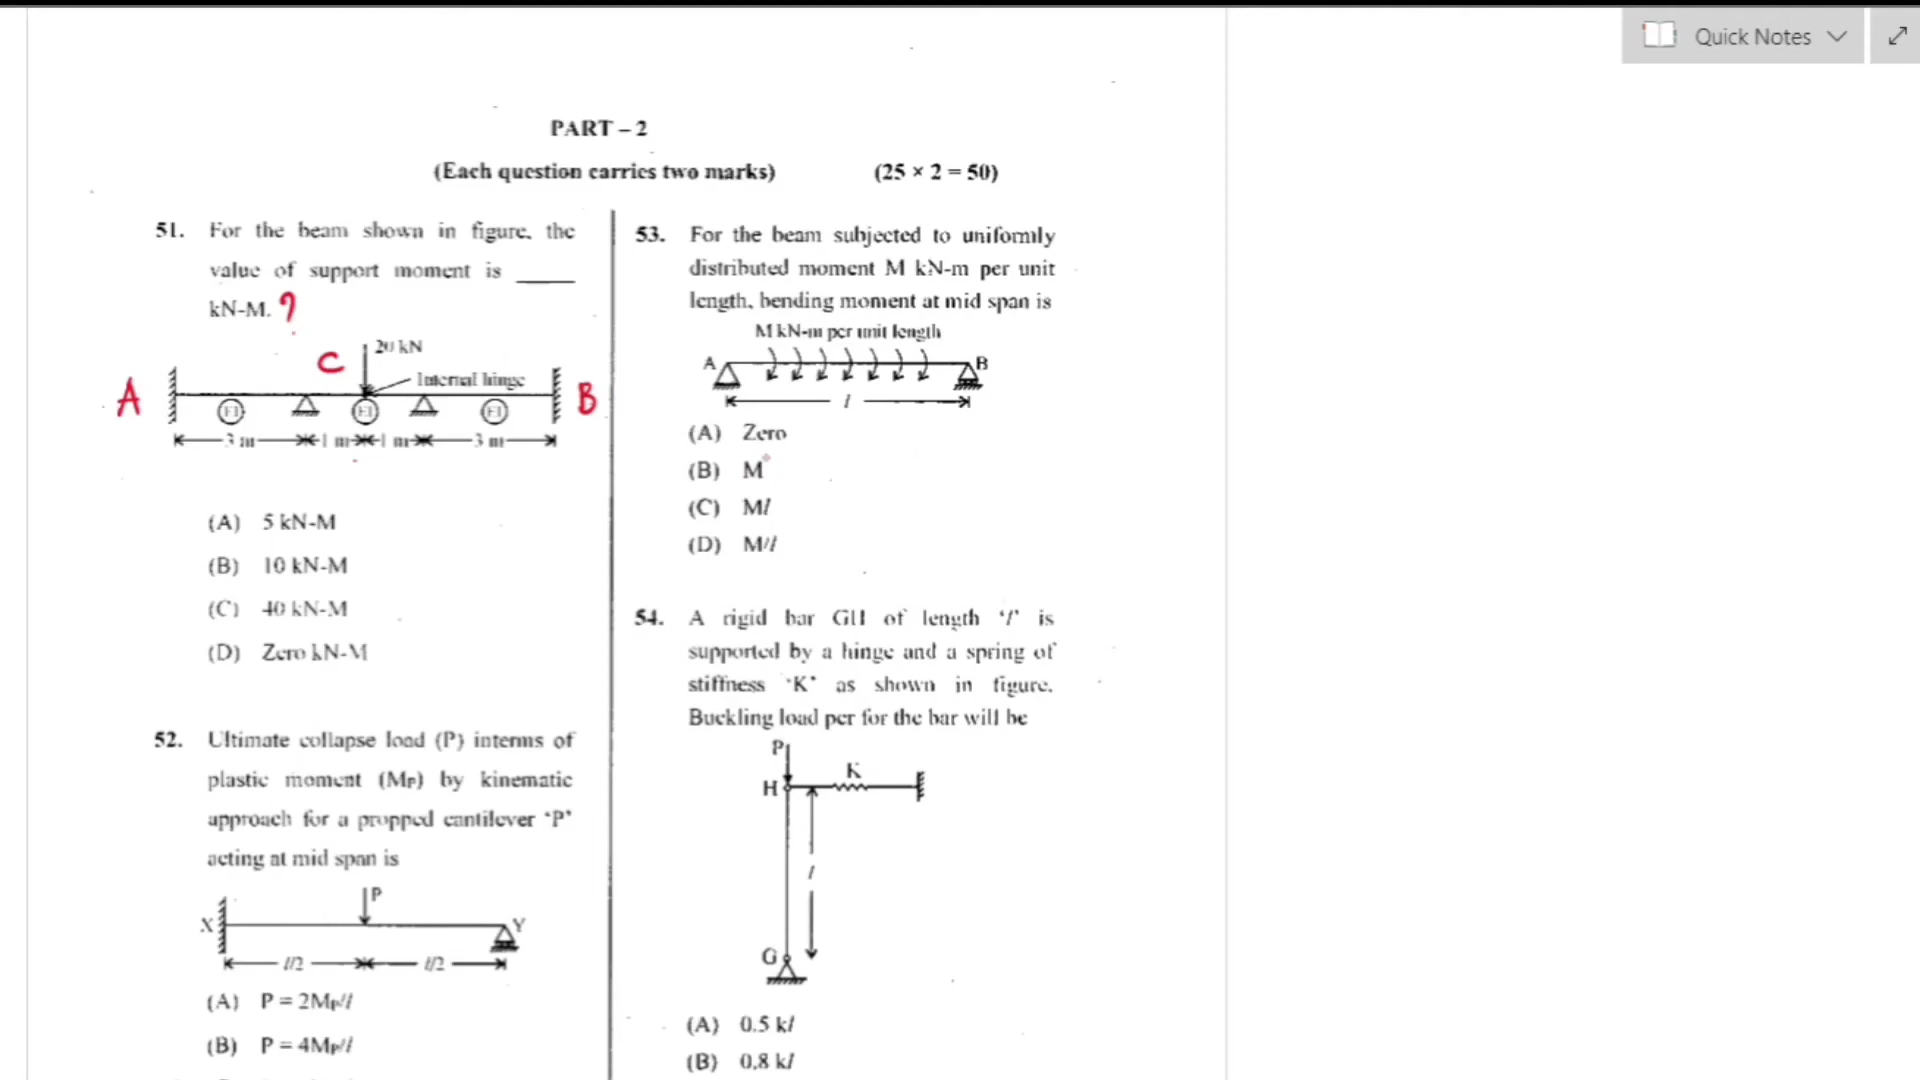 Quick Notes
PART – 2
(Each question carries two marks) (25 × 2 = 50)
51. For the beam shown in figure, the
value of support moment is ____
kN-M. ?
C 20 kN
Internal hinge
A B
EI EI EI
3 m 1 m 1 m 3 m
(A) 5 kN-M
(B) 10 kN-M
(C) 40 kN-M
(D) Zero kN-M
52. Ultimate collapse load (P) interms of
plastic moment (MP) by kinematic
approach for a propped cantilever 'P'
acting at mid span is
P
X Y
l/2 l/2
(A) P = 2MP/l
(B) P = 4MP/l
53. For the beam subjected to uniformly
distributed moment M kN-m per unit
length, bending moment at mid span is
M kN-m per unit length
A B
l
(A) Zero
(B) M
(C) Ml
(D) M/l
54. A rigid bar GH of length 'l' is
supported by a hinge and a spring of
stiffness 'K' as shown in figure.
Buckling load per for the bar will be
P
K
H
l
G
(A) 0.5 kl
(B) 0.8 kl